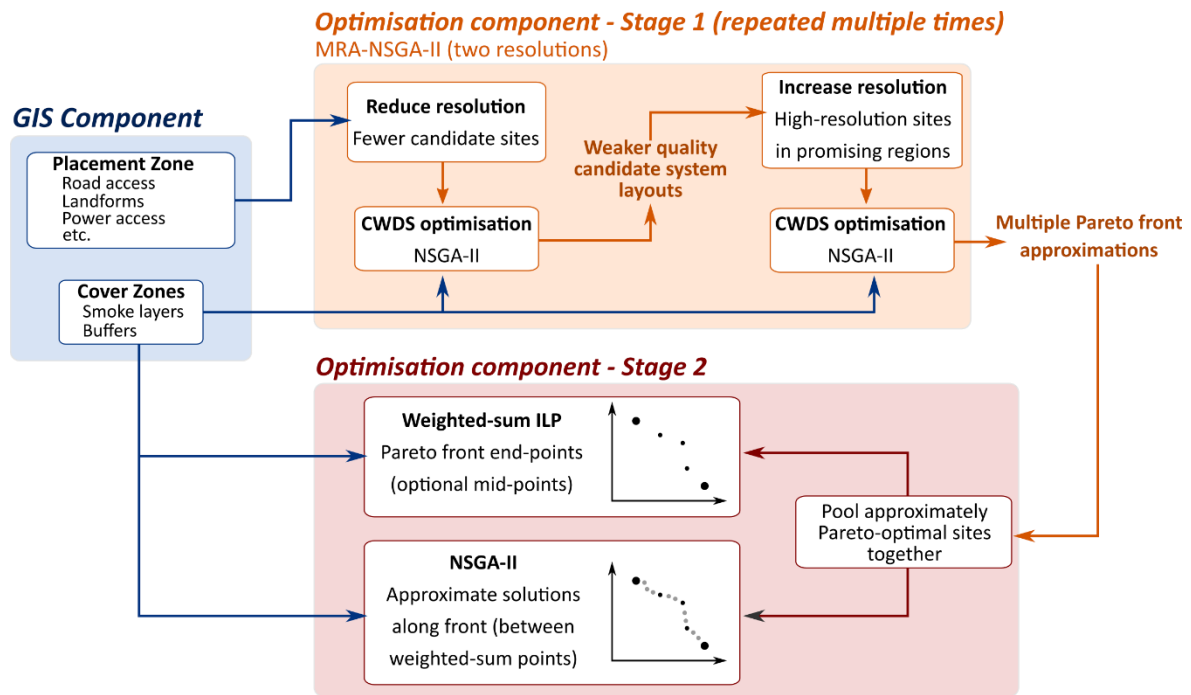 Optimisation component - Stage 1 (repeated multiple times)
MRA-NSGA-II (two resolutions)
GIS Component
Placement Zone
Road access
Landforms
Power access
etc.
Cover Zones
Smoke layers
Buffers
Reduce resolution
Fewer candidate sites
CWDS optimisation
NSGA-II
Weaker quality
candidate system
layouts
Increase resolution
High-resolution sites
in promising regions
CWDS optimisation
NSGA-II
Multiple Pareto front
approximations
Optimisation component - Stage 2
Weighted-sum ILP
Pareto front end-points
(optional mid-points)
NSGA-II
Approximate solutions
along front (between
weighted-sum points)
Pool approximately
Pareto-optimal sites
together